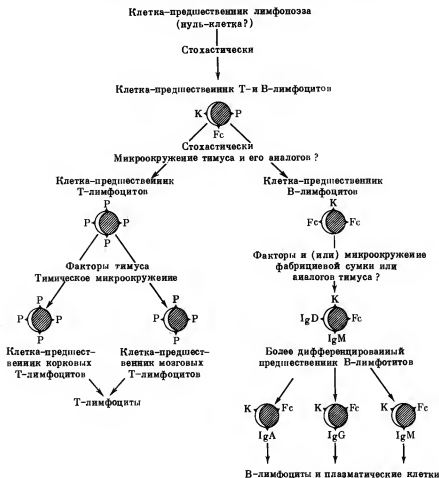 Клетка-предшественник лимфопоэза
(нуль-клетка?)
Стохастически
Клетка-предшественник Т-и В-лимфоцитов
К Р
Fc
Стохастически
Микроокружение тимуса и его аналогов ?
Клетка-предшественник
Т-лимфоцитов
Клетка-предшественник
В-лимфоцитов
Р
Р Р
Р
К
Fc Fc
Факторы тимуса
Тимическое микроокружение
Факторы и (или) микроокружение
фабрициевой сумки или
аналогов тимуса ?
Р
Р Р
Р
Р
Р Р
Р
К
IgD Fc
IgM
Клетка-предшест-
венник корковых
Т-лимфоцитов
Клетка-предшест-
венник мозговых
Т-лимфоцитов
Более дифференцированный
предшественник В-лимфотитов
Т-лимфоциты
К Fc
IgA
К Fc
IgG
К Fc
IgM
В-лимфоциты и плазматические клетки